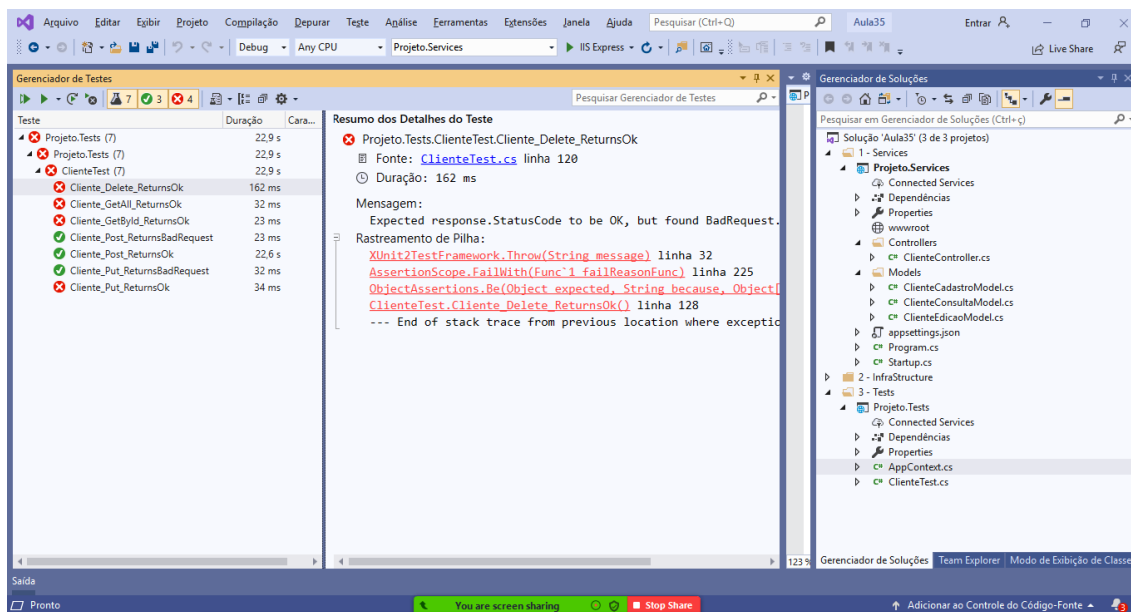 Arquivo Editar Exibir Projeto Compilação Depurar Teste Análise Ferramentas Extensões Janela Ajuda Pesquisar (Ctrl+Q) Aula35 Entrar
Debug Any CPU Projeto.Services IIS Express Live Share
Gerenciador de Testes
7 3 4 Pesquisar Gerenciador de Testes
Teste Duração Cara...
Projeto.Tests (7) 22,9 s
Projeto.Tests (7) 22,9 s
ClienteTest (7) 22,9 s
Cliente_Delete_ReturnsOk 162 ms
Cliente_GetAll_ReturnsOk 32 ms
Cliente_GetById_ReturnsOk 23 ms
Cliente_Post_ReturnsBadRequest 23 ms
Cliente_Post_ReturnsOk 22,6 s
Cliente_Put_ReturnsBadRequest 32 ms
Cliente_Put_ReturnsOk 34 ms
Resumo dos Detalhes do Teste
Projeto.Tests.ClienteTest.Cliente_Delete_ReturnsOk
Fonte: ClienteTest.cs linha 120
Duração: 162 ms
Mensagem:
Expected response.StatusCode to be OK, but found BadRequest.
Rastreamento de Pilha:
XUnit2TestFramework.Throw(String message) linha 32
AssertionScope.FailWith(Func`1 failReasonFunc) linha 225
ObjectAssertions.Be(Object expected, String because, Object[
ClienteTest.Cliente_Delete_ReturnsOk() linha 128
--- End of stack trace from previous location where exceptio
P
123 %
Gerenciador de Soluções
Pesquisar em Gerenciador de Soluções (Ctrl+ç)
Solução 'Aula35' (3 de 3 projetos)
1 - Services
Projeto.Services
Connected Services
Dependências
Properties
wwwroot
Controllers
ClienteController.cs
Models
ClienteCadastroModel.cs
ClienteConsultaModel.cs
ClienteEdicaoModel.cs
appsettings.json
C# Program.cs
C# Startup.cs
2 - InfraStructure
3 - Tests
Projeto.Tests
Connected Services
Dependências
Properties
C# AppContext.cs
C# ClienteTest.cs
Gerenciador de Soluções Team Explorer Modo de Exibição de Classe
Saída
Pronto
You are screen sharing Stop Share
Adicionar ao Controle do Código-Fonte 3